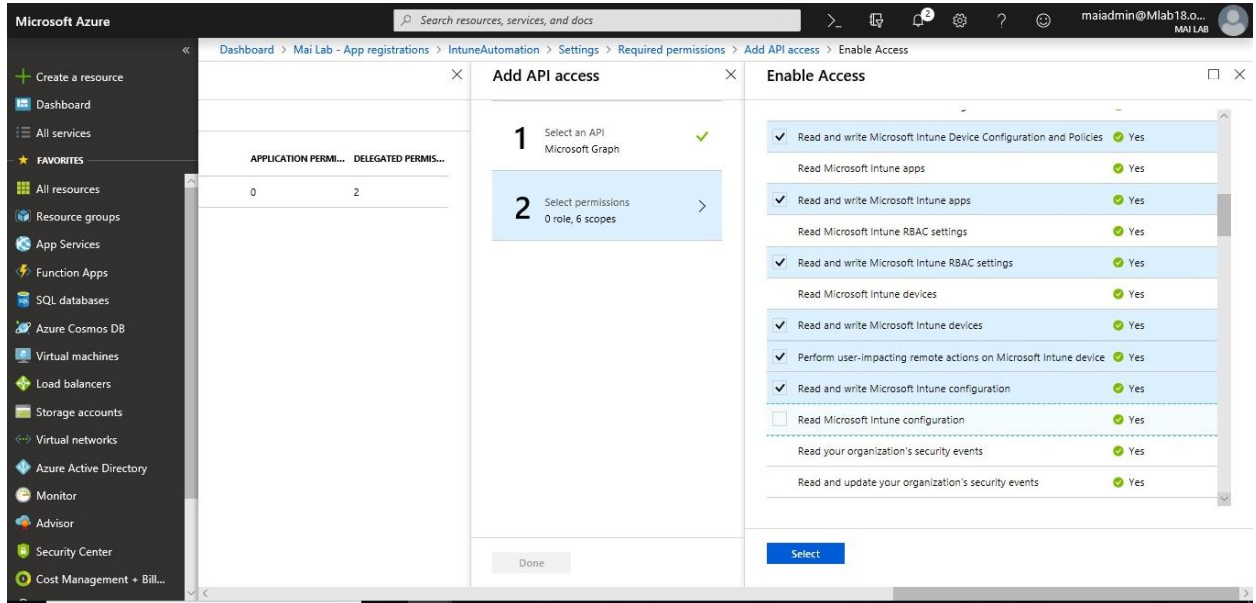 Microsoft Azure
Search resources, services, and docs
2
maiadmin@Mlab18.o...
MAI LAB
Dashboard > Mai Lab - App registrations > IntuneAutomation > Settings > Required permissions > Add API access > Enable Access
Create a resource
Dashboard
All services
FAVORITES
All resources
Resource groups
App Services
Function Apps
SQL databases
Azure Cosmos DB
Virtual machines
Load balancers
Storage accounts
Virtual networks
Azure Active Directory
Monitor
Advisor
Security Center
Cost Management + Bill...
APPLICATION PERMI... DELEGATED PERMIS...
0 2
Add API access
1 Select an API
Microsoft Graph
2 Select permissions
0 role, 6 scopes
Done
Enable Access
Read and write Microsoft Intune Device Configuration and Policies Yes
Read Microsoft Intune apps Yes
Read and write Microsoft Intune apps Yes
Read Microsoft Intune RBAC settings Yes
Read and write Microsoft Intune RBAC settings Yes
Read Microsoft Intune devices Yes
Read and write Microsoft Intune devices Yes
Perform user-impacting remote actions on Microsoft Intune device Yes
Read and write Microsoft Intune configuration Yes
Read Microsoft Intune configuration Yes
Read your organization's security events Yes
Read and update your organization's security events Yes
Select